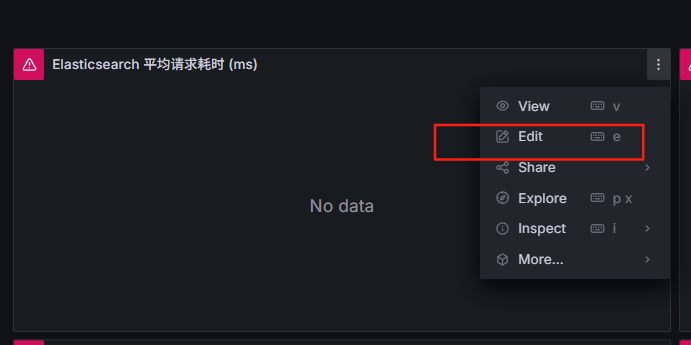 Elasticsearch 平均请求耗时 (ms)
View v
Edit e
Share
Explore p x
Inspect i
More...
No data